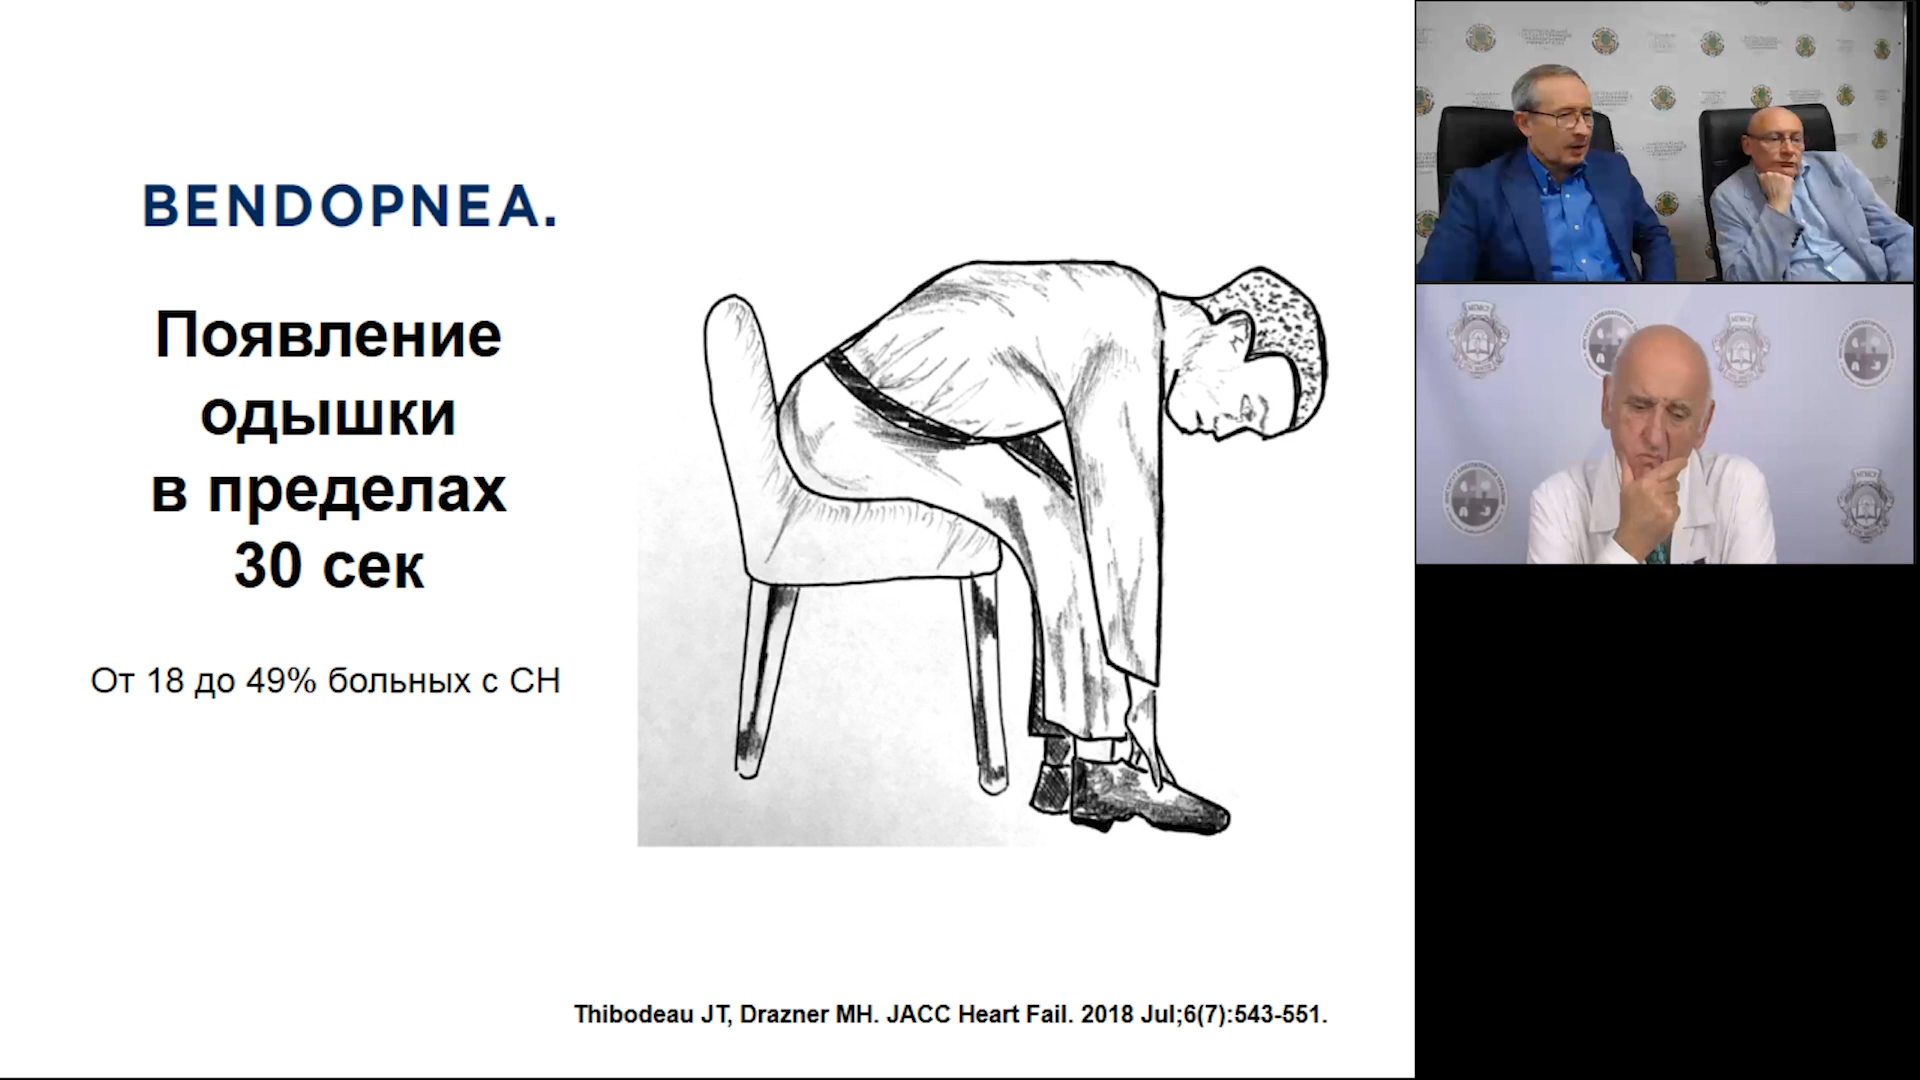 BENDOPNEA.
Появление
одышки
в пределах
30 сек
От 18 до 49% больных с СН
Thibodeau JT, Drazner MH. JACC Heart Fail. 2018 Jul;6(7):543-551.